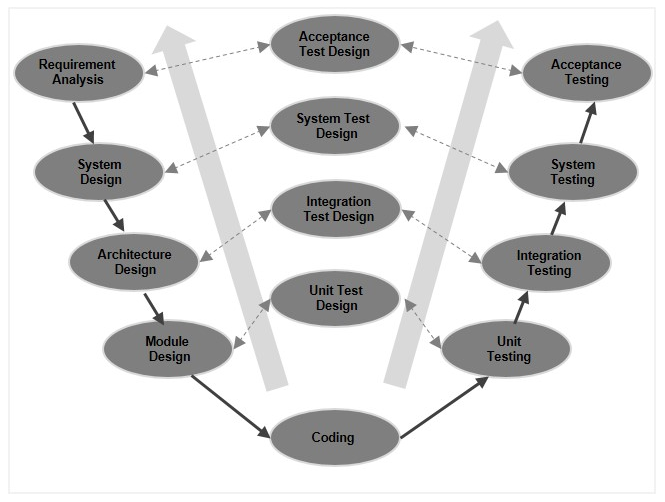 Acceptance
Test Design
Requirement
Analysis
Acceptance
Testing
System Test
Design
System
Design
System
Testing
Integration
Test Design
Architecture
Design
Integration
Testing
Unit Test
Design
Module
Design
Unit
Testing
Coding